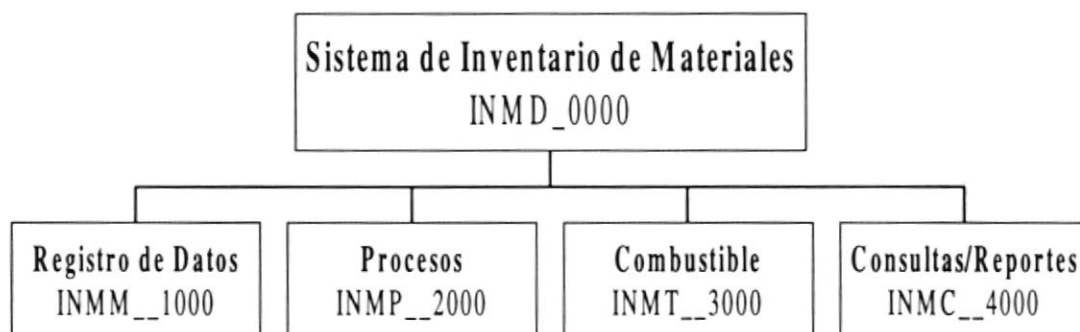 Sistema de Inventario de Materiales
INMD_0000
Registro de Datos
INMM__1000
Procesos
INMP__2000
Combustible
INMT__3000
Consultas/Reportes
INMC__4000